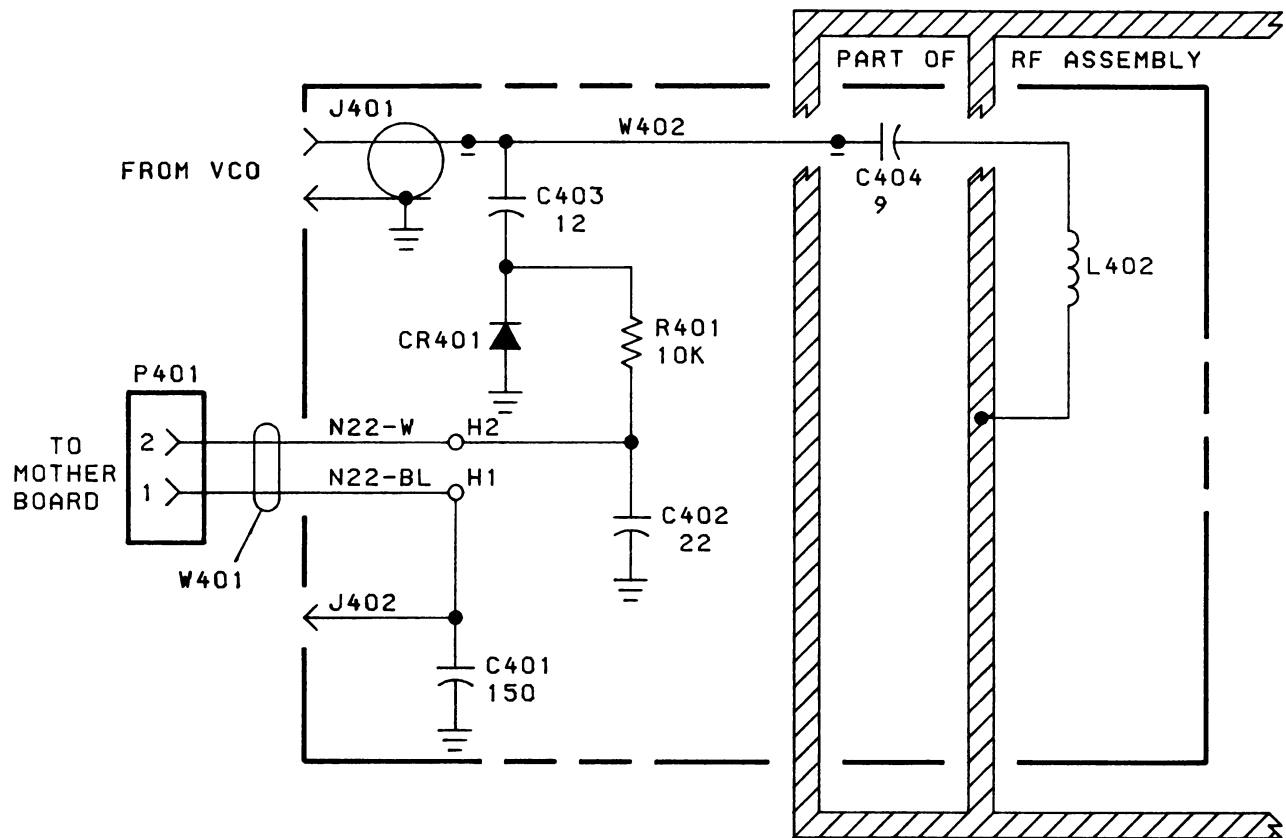 PART OF RF ASSEMBLY
J401
W402
FROM VCO
C403
12
C404
9
L402
CR401
R401
10K
P401
TO
MOTHER
BOARD
2
1
N22-W
H2
N22-BL
H1
C402
22
W401
J402
C401
150